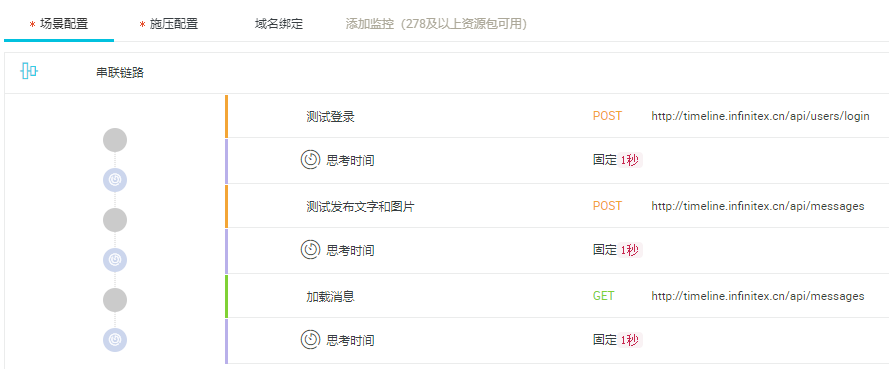 * 场景配置 * 施压配置 域名绑定 添加监控（278及以上资源包可用）
串联链路
测试登录 POST http://timeline.infinitex.cn/api/users/login
思考时间 固定 1秒
测试发布文字和图片 POST http://timeline.infinitex.cn/api/messages
思考时间 固定 1秒
加载消息 GET http://timeline.infinitex.cn/api/messages
思考时间 固定 1秒